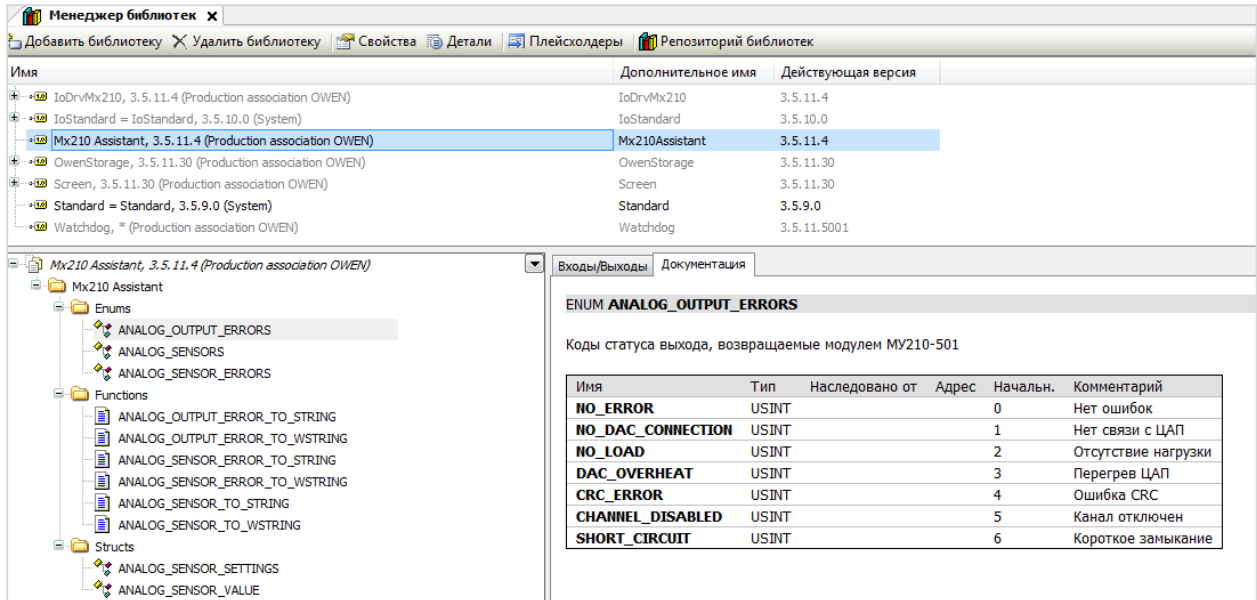 Менеджер библиотек x
Добавить библиотеку Удалить библиотеку Свойства Детали Плейсхолдеры Репозиторий библиотек
Имя Дополнительное имя Действующая версия
IoDrvMx210, 3.5.11.4 (Production association OWEN) IoDrvMx210 3.5.11.4
IoStandard = IoStandard, 3.5.10.0 (System) IoStandard 3.5.10.0
Mx210 Assistant, 3.5.11.4 (Production association OWEN) Mx210Assistant 3.5.11.4
OwenStorage, 3.5.11.30 (Production association OWEN) OwenStorage 3.5.11.30
Screen, 3.5.11.30 (Production association OWEN) Screen 3.5.11.30
Standard = Standard, 3.5.9.0 (System) Standard 3.5.9.0
Watchdog, * (Production association OWEN) Watchdog 3.5.11.5001
Mx210 Assistant, 3.5.11.4 (Production association OWEN)
Mx210 Assistant
Enums
ANALOG_OUTPUT_ERRORS
ANALOG_SENSORS
ANALOG_SENSOR_ERRORS
Functions
ANALOG_OUTPUT_ERROR_TO_STRING
ANALOG_OUTPUT_ERROR_TO_WSTRING
ANALOG_SENSOR_ERROR_TO_STRING
ANALOG_SENSOR_ERROR_TO_WSTRING
ANALOG_SENSOR_TO_STRING
ANALOG_SENSOR_TO_WSTRING
Structs
ANALOG_SENSOR_SETTINGS
ANALOG_SENSOR_VALUE
Входы/Выходы Документация
ENUM ANALOG_OUTPUT_ERRORS
Коды статуса выхода, возвращаемые модулем МУ210-501
Имя Тип Наследовано от Адрес Начальн. Комментарий
NO_ERROR USINT 0 Нет ошибок
NO_DAC_CONNECTION USINT 1 Нет связи с ЦАП
NO_LOAD USINT 2 Отсутствие нагрузки
DAC_OVERHEAT USINT 3 Перегрев ЦАП
CRC_ERROR USINT 4 Ошибка CRC
CHANNEL_DISABLED USINT 5 Канал отключен
SHORT_CIRCUIT USINT 6 Короткое замыкание